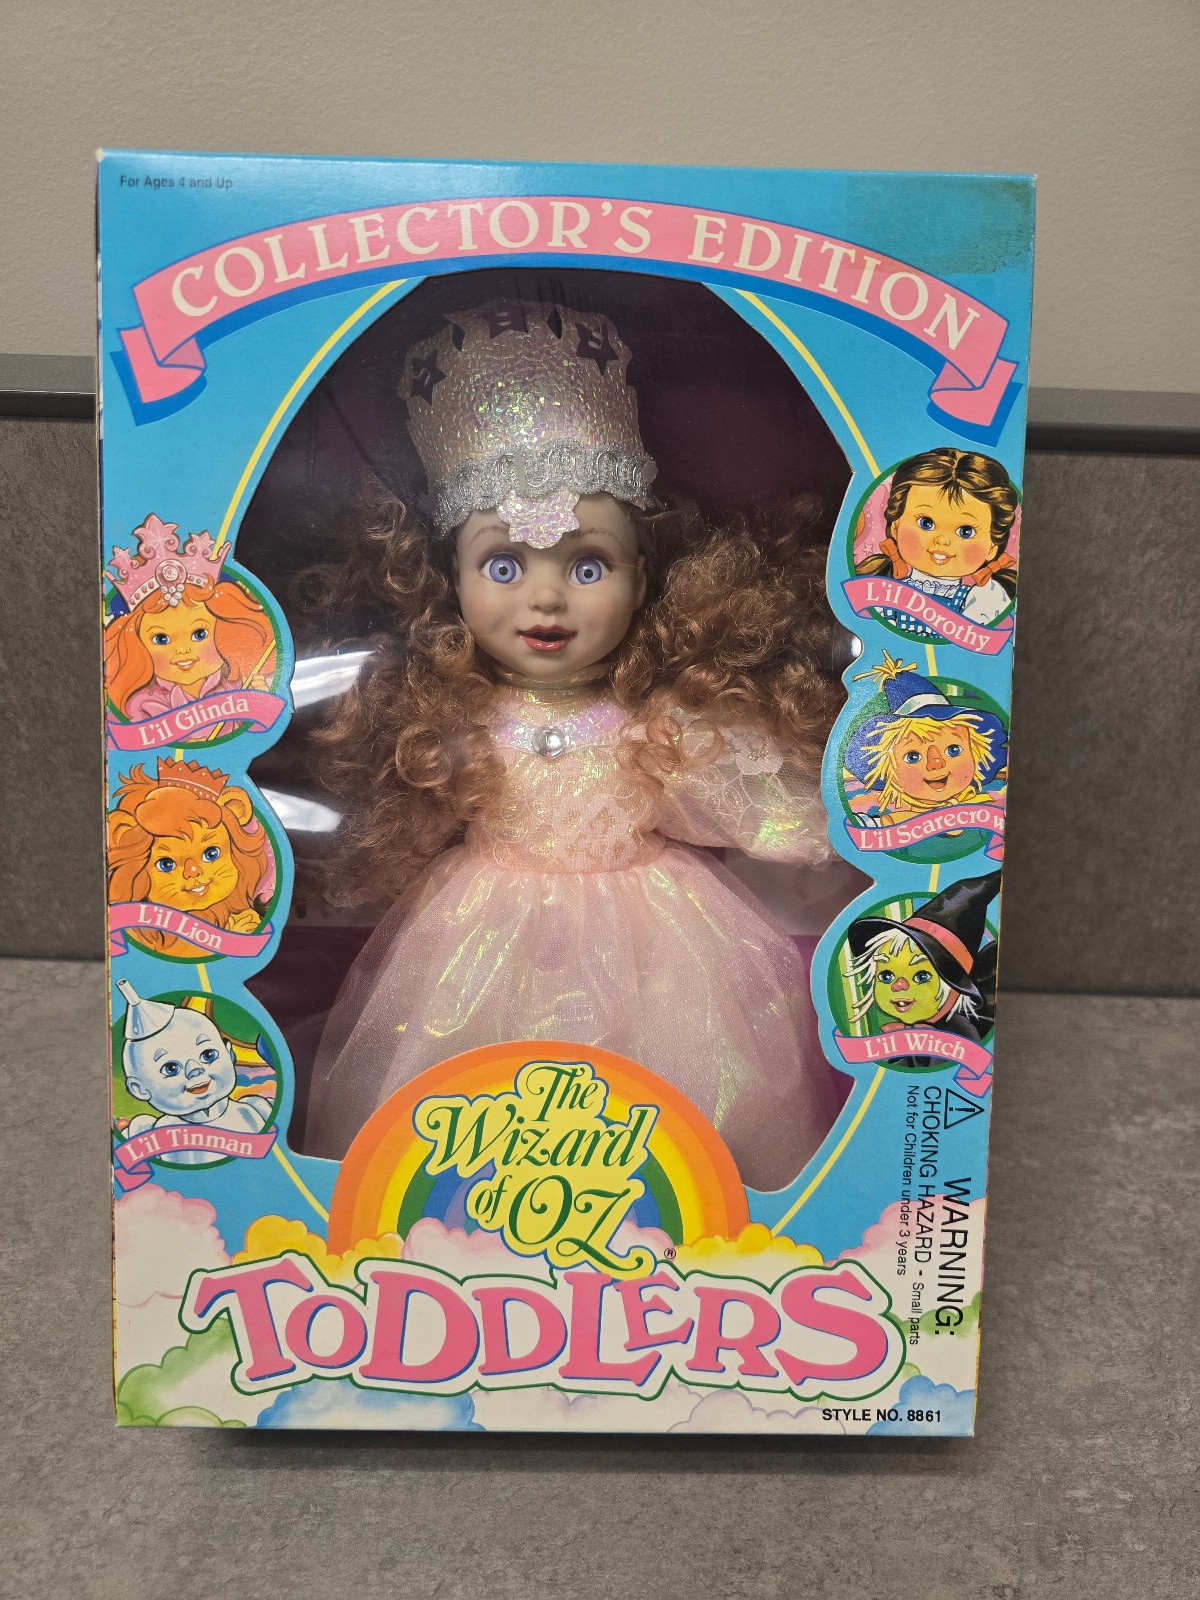 For Ages 4 and Up
COLLECTOR'S EDITION
L'il Dorothy
L'il Glinda
L'il Scarecrow
L'il Lion
L'il Witch
L'il Tinman
The
Wizard
of OZ
®
TODDLERS
WARNING:
CHOKING HAZARD - Small parts
Not for Children under 3 years
STYLE NO. 8861